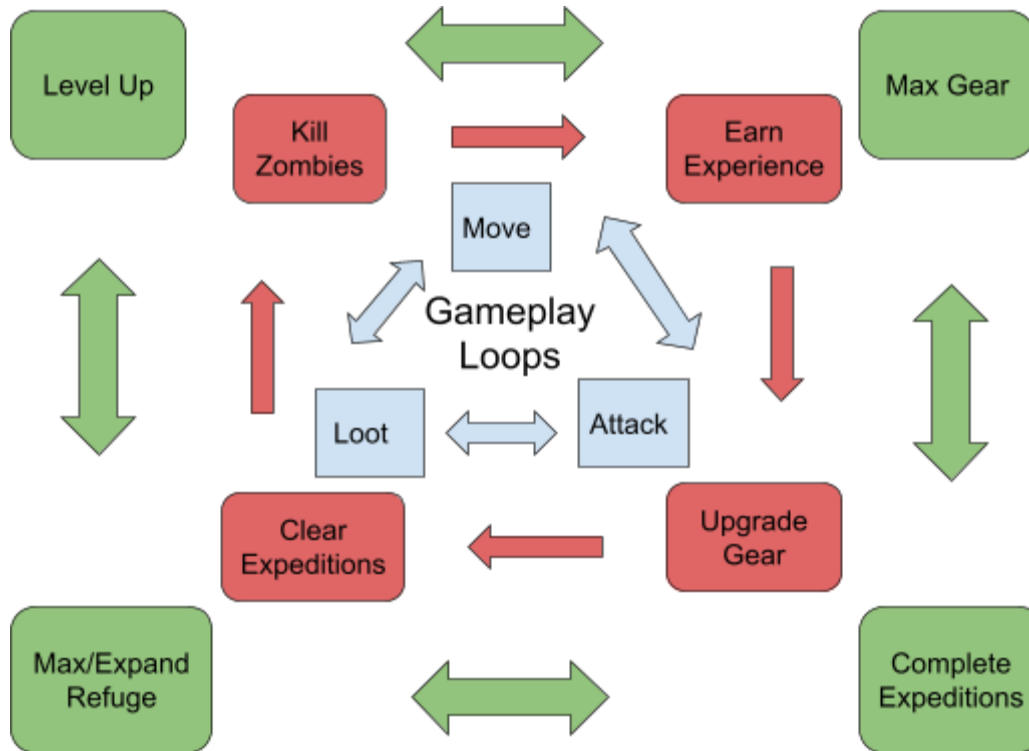 Level Up
Max Gear
Kill
Zombies
Earn
Experience
Move
Gameplay
Loops
Loot
Attack
Clear
Expeditions
Upgrade
Gear
Max/Expand
Refuge
Complete
Expeditions